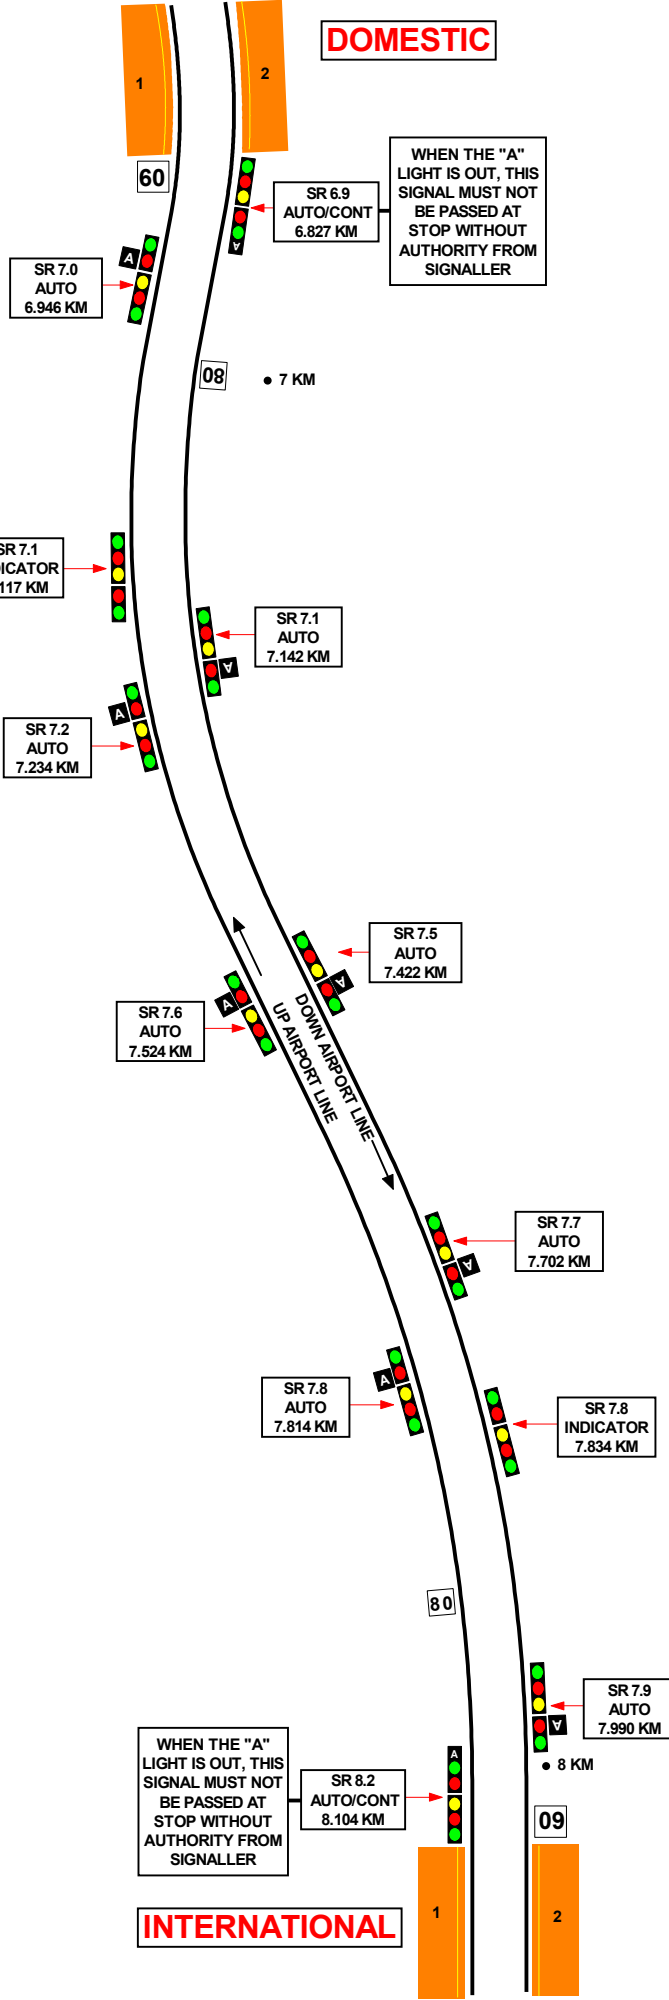 DOMESTIC
1
2
60
SR 6.9
AUTO/CONT
6.827 KM
WHEN THE "A"
LIGHT IS OUT, THIS
SIGNAL MUST NOT
BE PASSED AT
STOP WITHOUT
AUTHORITY FROM
SIGNALLER
A
A
SR 7.0
AUTO
6.946 KM
80
7 KM
SR 7.1
ICATOR
117 KM
SR 7.1
AUTO
7.142 KM
A
A
SR 7.2
AUTO
7.234 KM
SR 7.5
AUTO
7.422 KM
A
A
SR 7.6
AUTO
7.524 KM
UP AIRPORT LINE
DOWN AIRPORT LINE
SR 7.7
AUTO
7.702 KM
A
A
SR 7.8
AUTO
7.814 KM
SR 7.8
INDICATOR
7.834 KM
80
SR 7.9
AUTO
7.990 KM
A
8 KM
WHEN THE "A"
LIGHT IS OUT, THIS
SIGNAL MUST NOT
BE PASSED AT
STOP WITHOUT
AUTHORITY FROM
SIGNALLER
SR 8.2
AUTO/CONT
8.104 KM
A
60
1
2
INTERNATIONAL